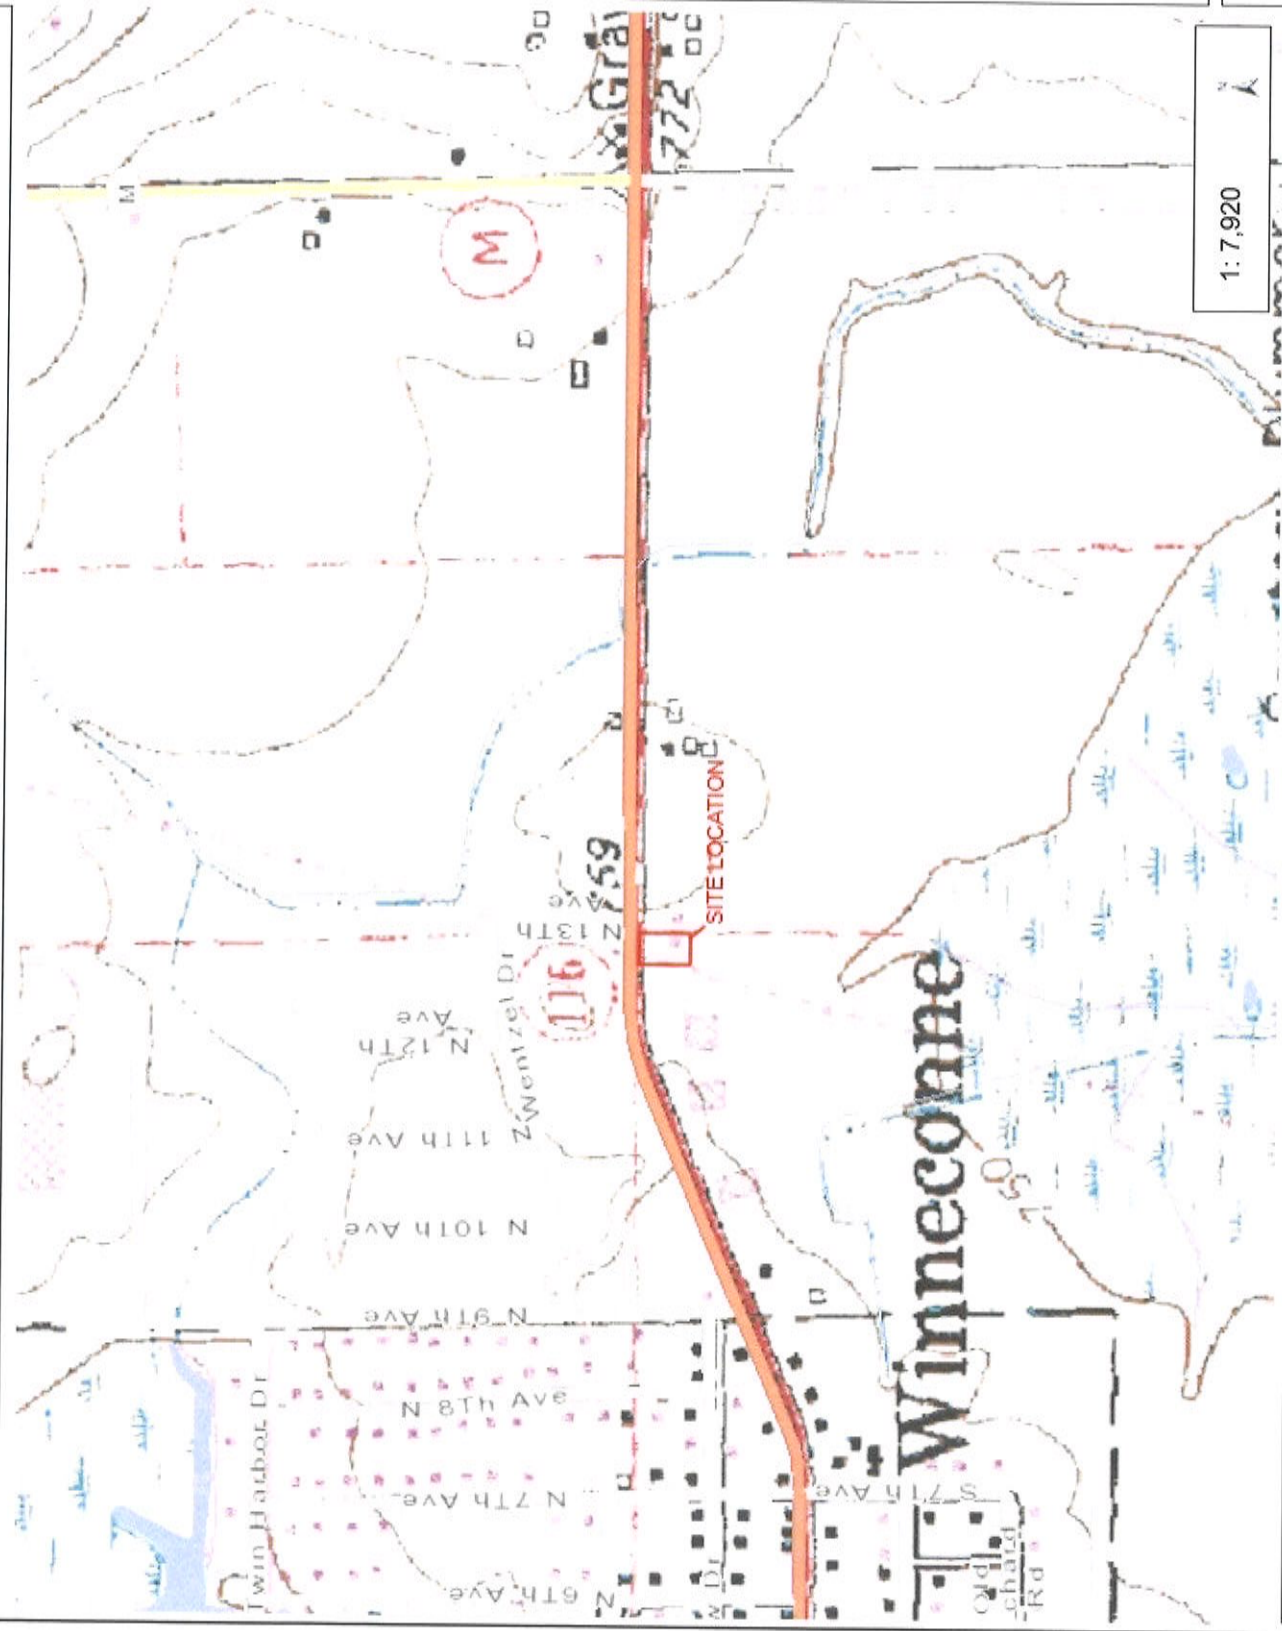 Twin Harbor Dr
N 6Th Ave
N 7Th Ave
N 8Th Ave
N 9Th Ave
N 10Th Ave
N 11Th Ave
N 12Th
Ave
N Wentzel Dr
116
N 13Th
Ave
759
SITE LOCATION
M
M
X Grav
772
S 7Th Ave
Old
Rd
Winneconne
750
1: 7,920